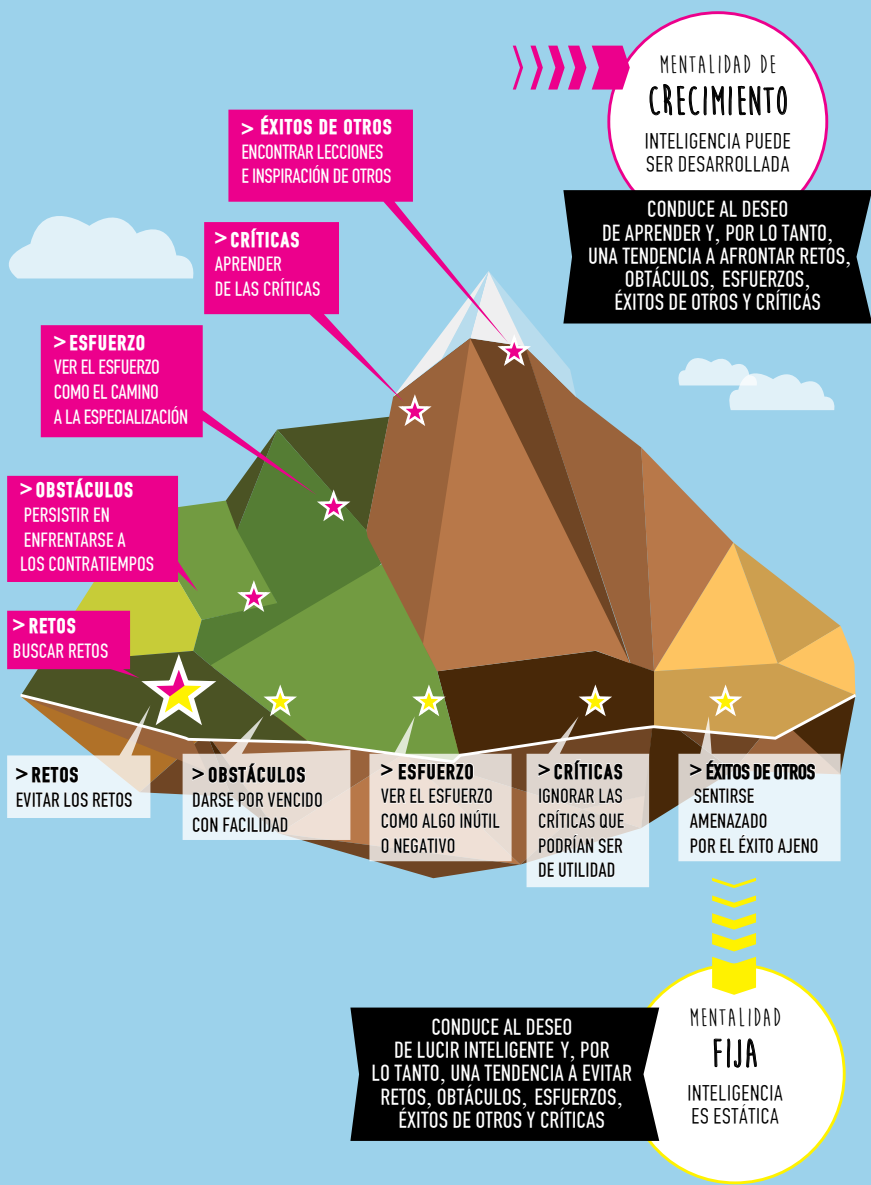 MENTALIDAD DE
CRECIMIENTO
INTELIGENCIA PUEDE
SER DESARROLLADA
CONDUCE AL DESEO
DE APRENDER Y, POR LO TANTO,
UNA TENDENCIA A AFRONTAR RETOS,
OBTÁCULOS, ESFUERZOS,
ÉXITOS DE OTROS Y CRÍTICAS
> ÉXITOS DE OTROS
ENCONTRAR LECCIONES
E INSPIRACIÓN DE OTROS
> CRÍTICAS
APRENDER
DE LAS CRÍTICAS
> ESFUERZO
VER EL ESFUERZO
COMO EL CAMINO
A LA ESPECIALIZACIÓN
> OBSTÁCULOS
PERSISTIR EN
ENFRENTARSE A
LOS CONTRATIEMPOS
> RETOS
BUSCAR RETOS
> RETOS
EVITAR LOS RETOS
> OBSTÁCULOS
DARSE POR VENCIDO
CON FACILIDAD
> ESFUERZO
VER EL ESFUERZO
COMO ALGO INÚTIL
O NEGATIVO
> CRÍTICAS
IGNORAR LAS
CRÍTICAS QUE
PODRÍAN SER
DE UTILIDAD
> ÉXITOS DE OTROS
SENTIRSE
AMENAZADO
POR EL ÉXITO AJENO
CONDUCE AL DESEO
DE LUCIR INTELIGENTE Y, POR
LO TANTO, UNA TENDENCIA A EVITAR
RETOS, OBTÁCULOS, ESFUERZOS,
ÉXITOS DE OTROS Y CRÍTICAS
MENTALIDAD
FIJA
INTELIGENCIA
ES ESTÁTICA